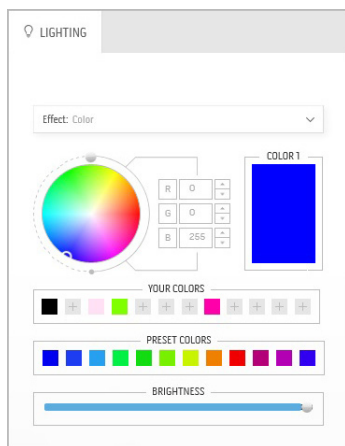 LIGHTING
Effect: Color
COLOR 1
R 0
G 0
B 255
YOUR COLORS
PRESET COLORS
BRIGHTNESS